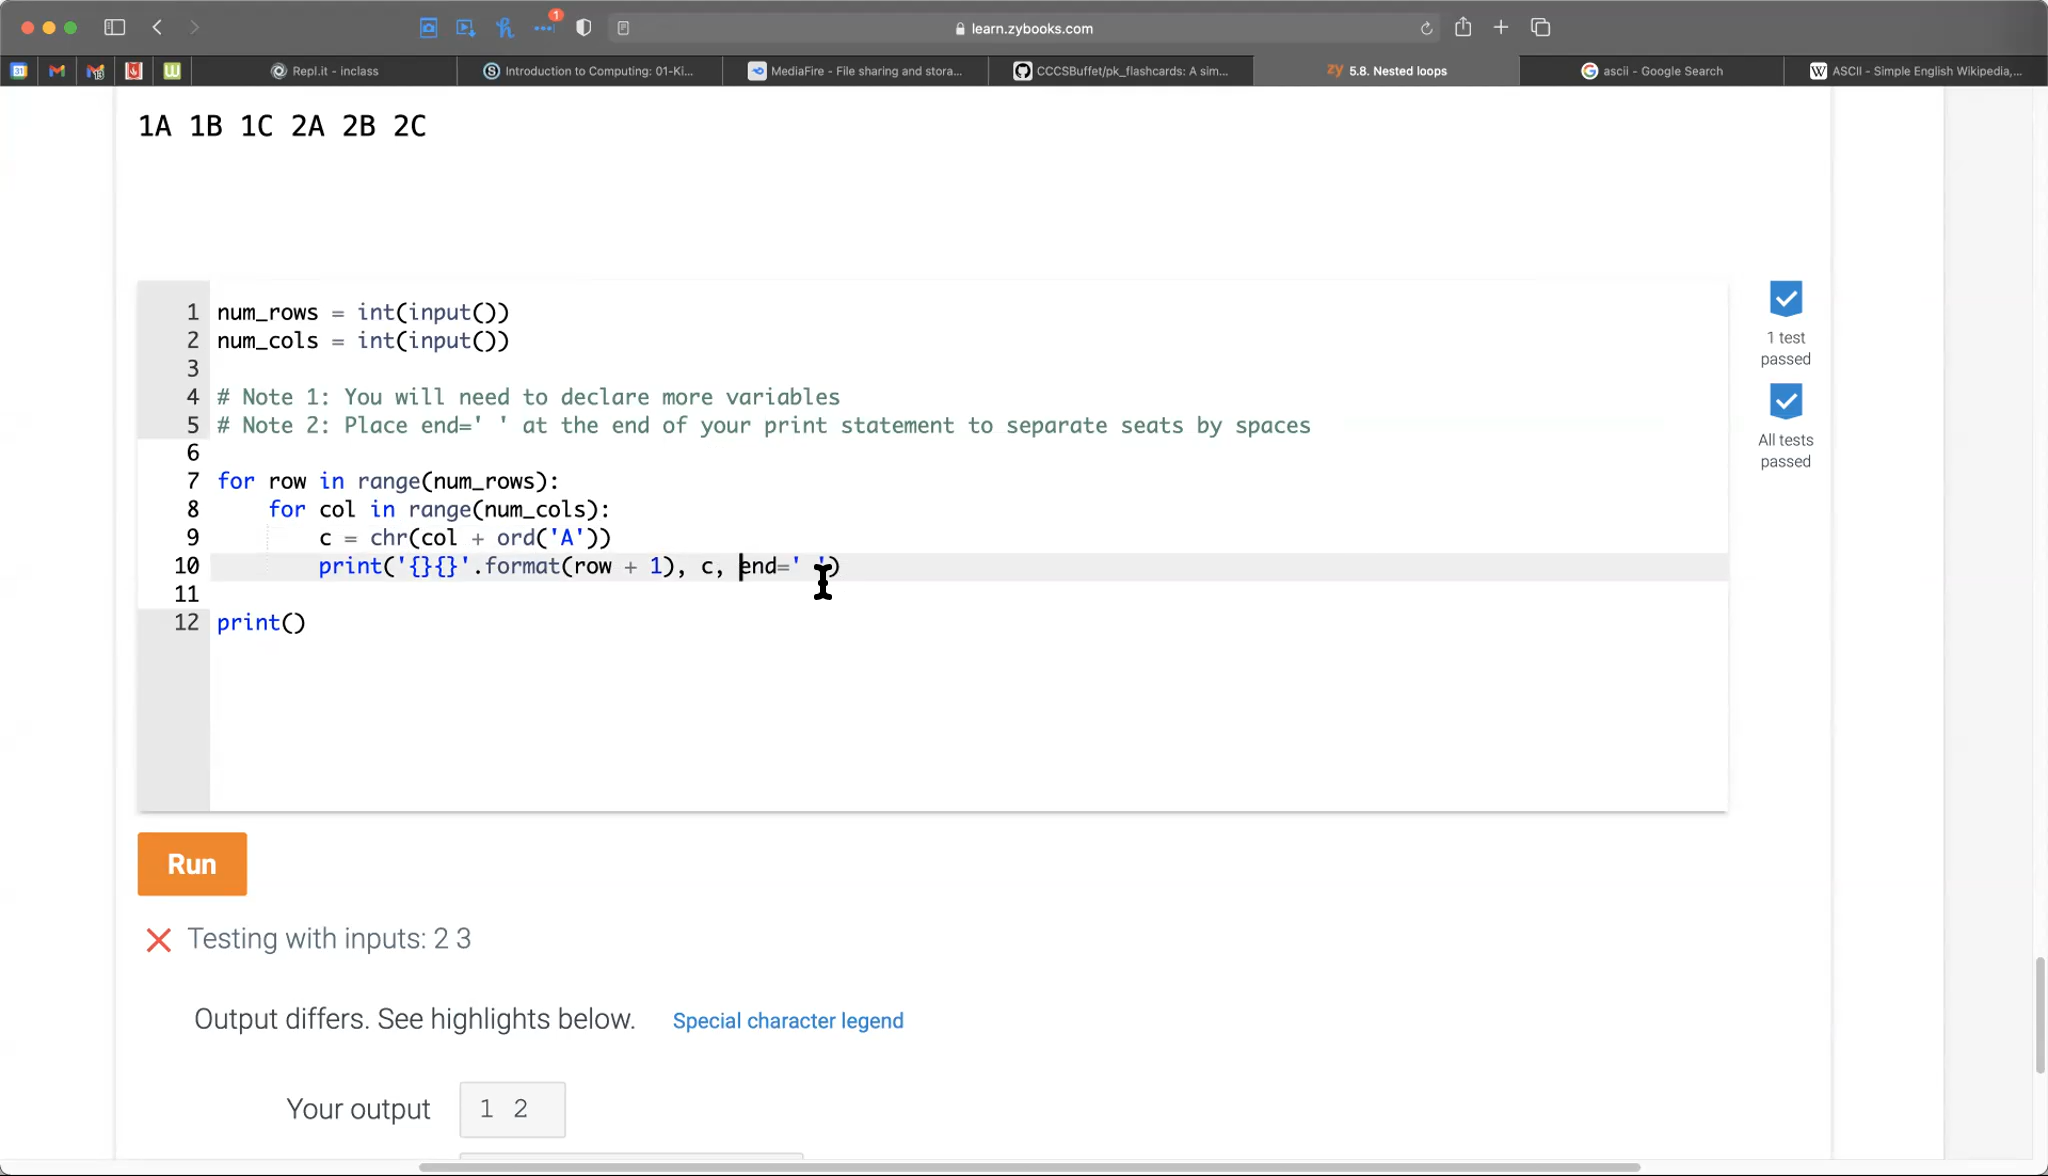 1
learn.zybooks.com
31
13
Repl.it - inclass
Introduction to Computing: 01-Ki...
MediaFire - File sharing and stora...
CCCSBuffet/pk_flashcards: A sim...
zy 5.8. Nested loops
ascii - Google Search
W ASCII - Simple English Wikipedia,...
1A 1B 1C 2A 2B 2C
1 num_rows = int(input())
2 num_cols = int(input())
3
4 # Note 1: You will need to declare more variables
5 # Note 2: Place end=' ' at the end of your print statement to separate seats by spaces
6
7 for row in range(num_rows):
8 for col in range(num_cols):
9 c = chr(col + ord('A'))
10 print('{}{}'.format(row + 1), c, end=' ')
11
12 print()
1 test
passed
All tests
passed
Run
Testing with inputs: 2 3
Output differs. See highlights below. Special character legend
Your output 1 2